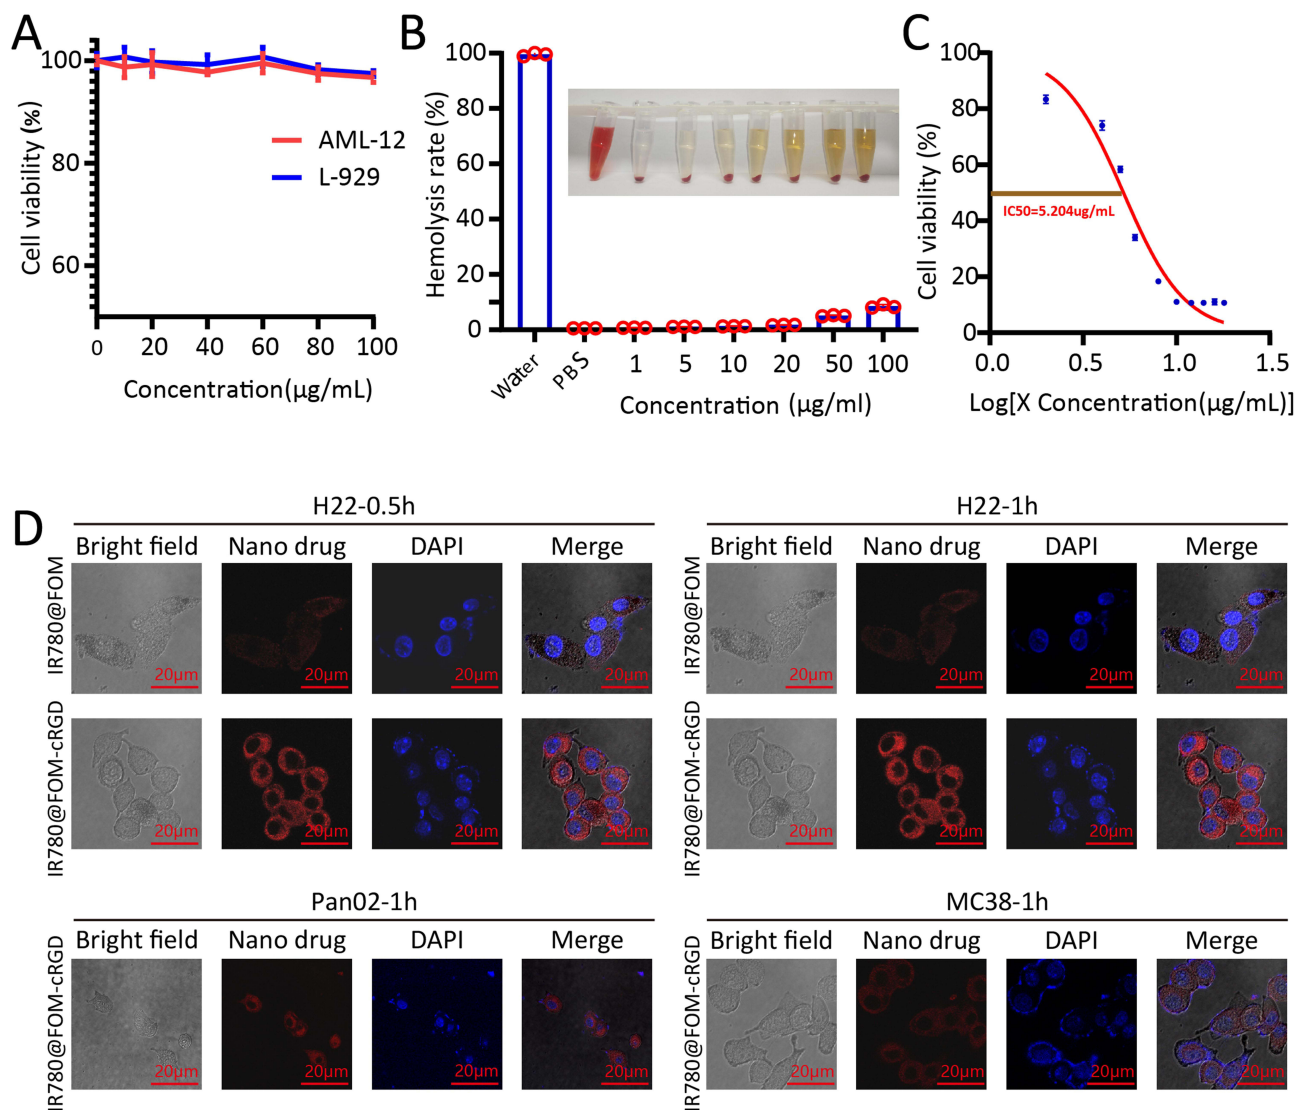 A
100
80
60
0
20
40
60
80
100
Cell viability (%)
Concentration(μg/mL)
AML-12
L-929
B
100
80
60
40
20
0
Hemolysis rate (%)
Water
PBS
1
5
10
20
50
100
Concentration (μg/ml)
C
100
80
60
40
20
0
Cell viability (%)
IC50=5.204ug/mL
0.0
0.5
1.0
1.5
Log[X Concentration(μg/mL)]
D
H22-0.5h
Bright field Nano drug DAPI Merge
IR780@FOM
20μm 20μm 20μm 20μm
IR780@FOM-cRGD
20μm 20μm 20μm 20μm
H22-1h
Bright field Nano drug DAPI Merge
IR780@FOM
20μm 20μm 20μm 20μm
IR780@FOM-cRGD
20μm 20μm 20μm 20μm
Pan02-1h
Bright field Nano drug DAPI Merge
IR780@FOM-cRGD
20μm 20μm 20μm 20μm
MC38-1h
Bright field Nano drug DAPI Merge
IR780@FOM-cRGD
20μm 20μm 20μm 20μm